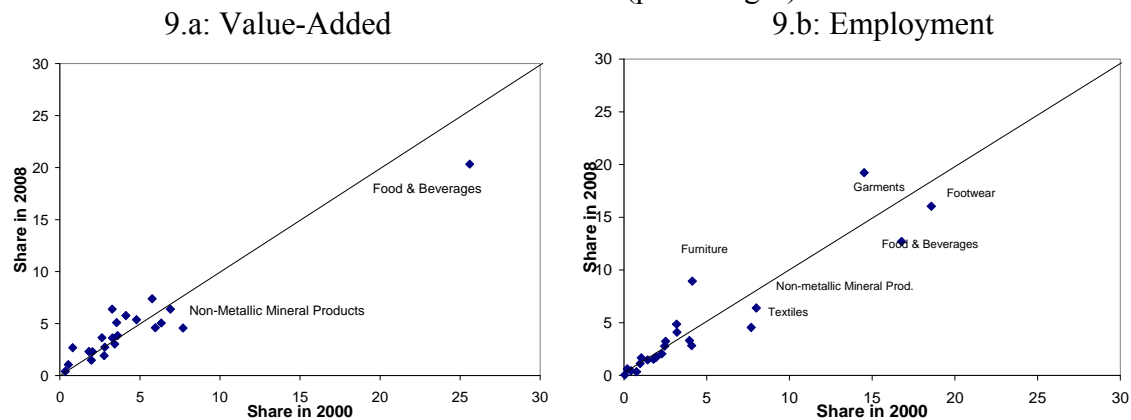 9.a: Value-Added
9.b: Employment
30
25
20
15
10
5
0
Share in 2008
Food & Beverages
Non-Metallic Mineral Products
0 5 10 15 20 25 30
Share in 2000
30
25
20
15
10
5
0
Share in 2008
Garments
Footwear
Food & Beverages
Furniture
Non-metallic Mineral Prod.
Textiles
0 5 10 15 20 25 30
Share in 2000